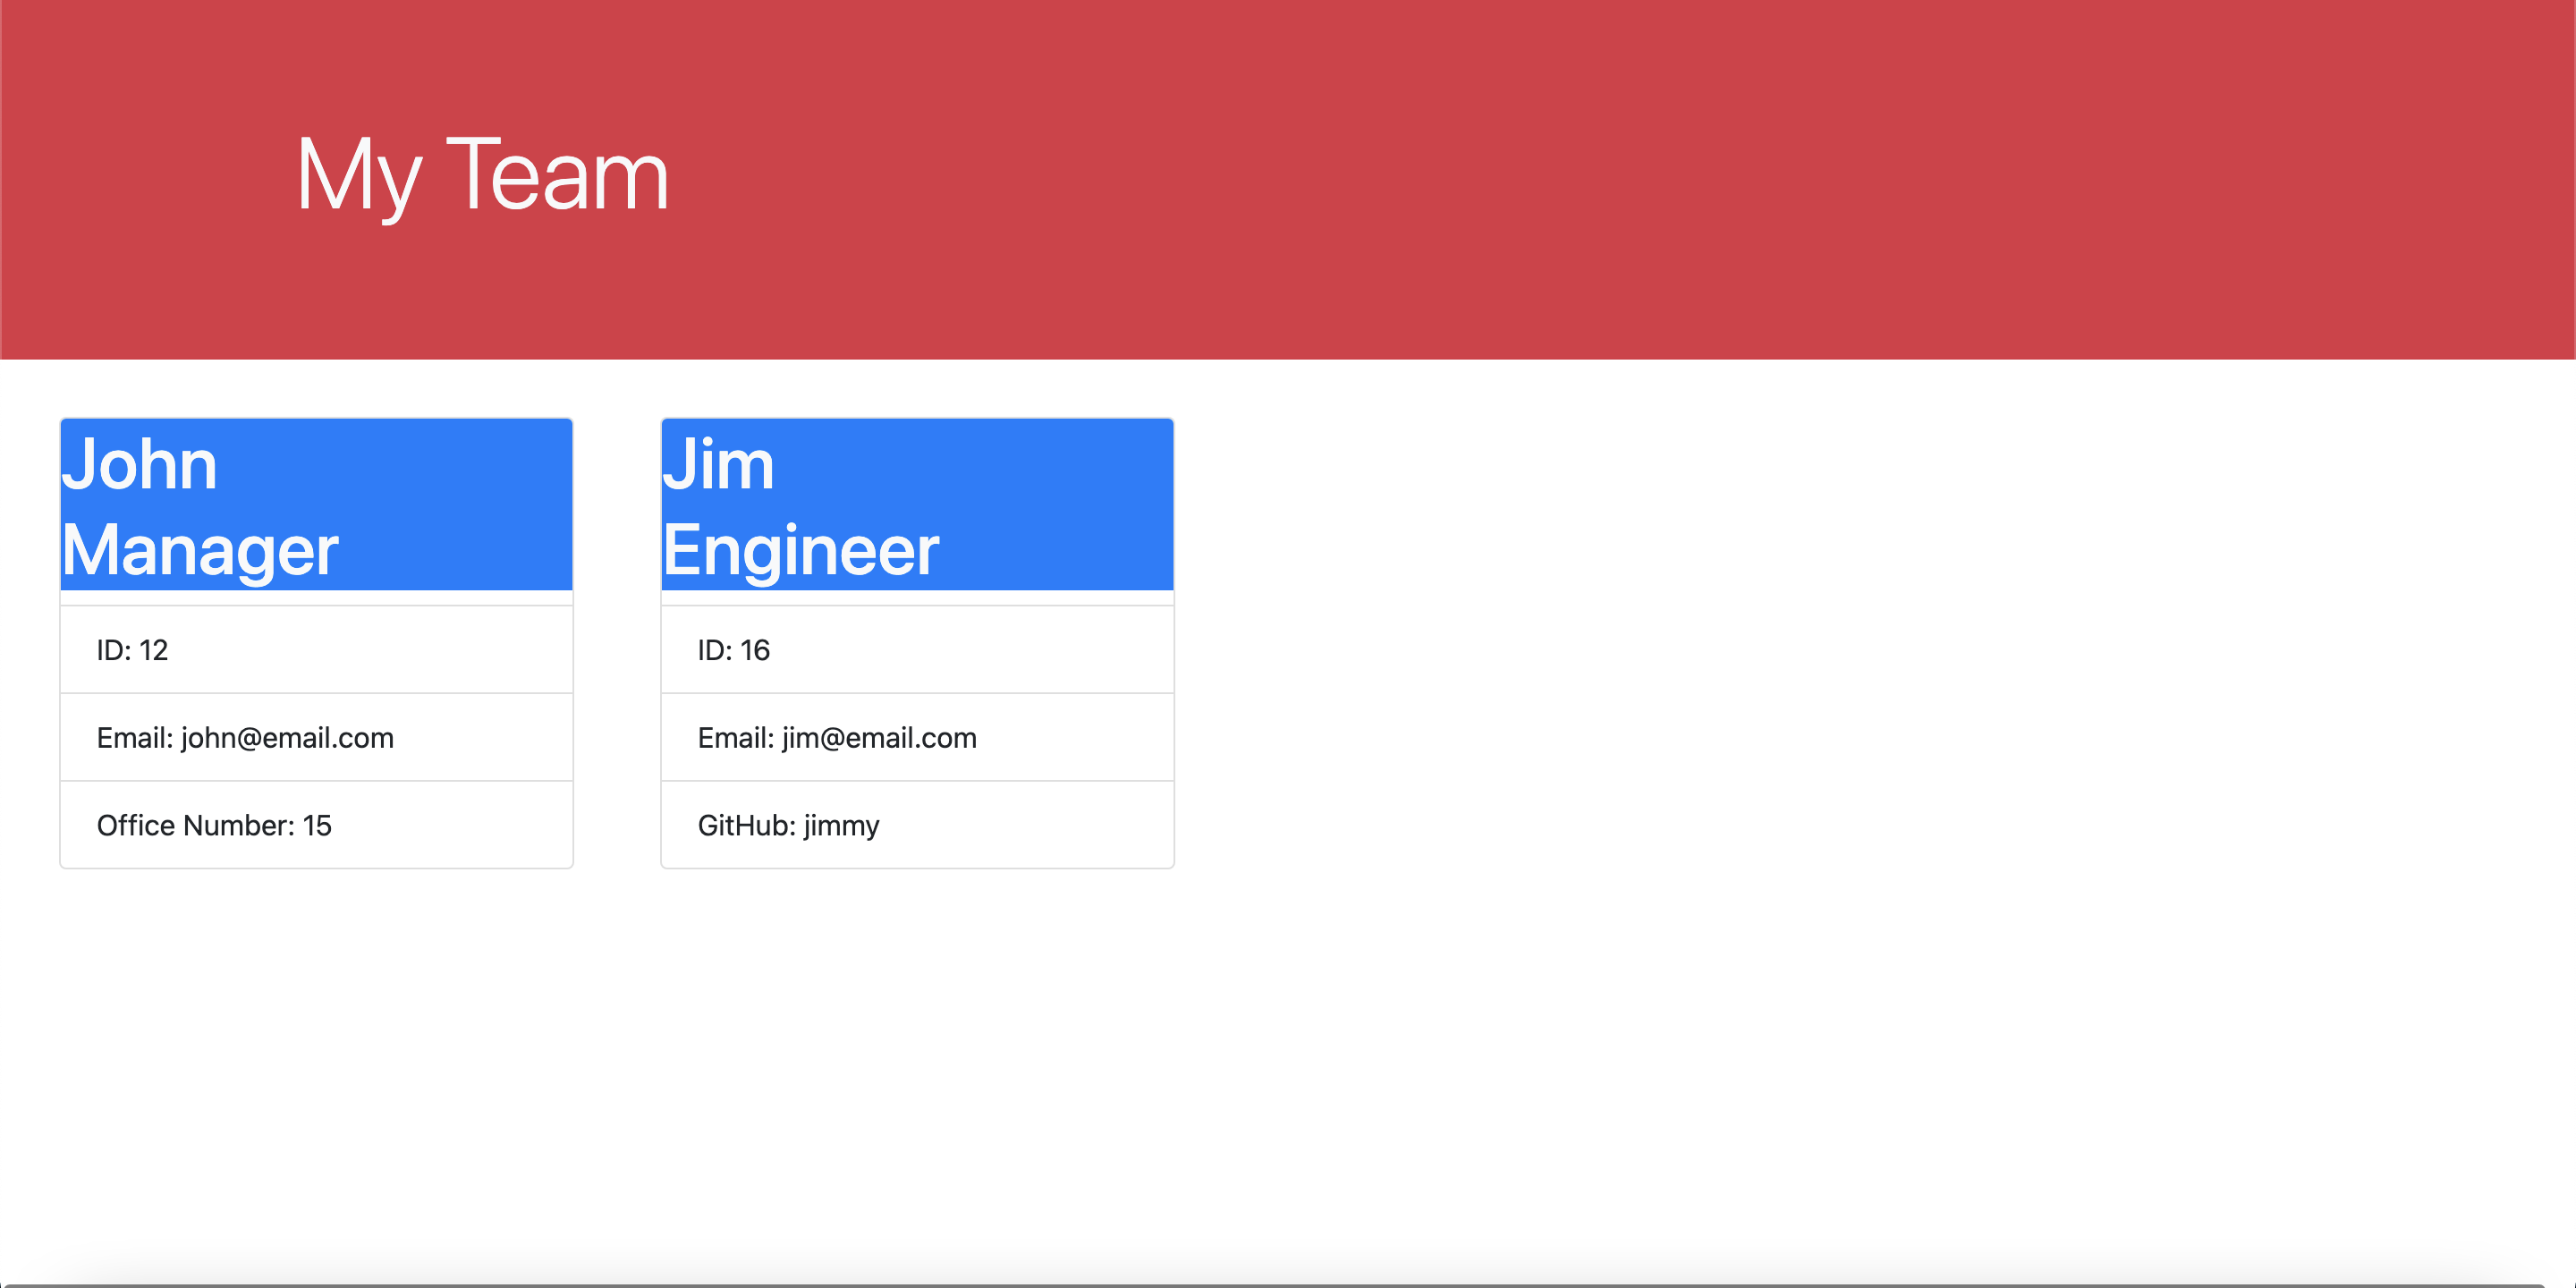 My Team
John
Manager
ID: 12
Email: john@email.com
Office Number: 15
Jim
Engineer
ID: 16
Email: jim@email.com
GitHub: jimmy